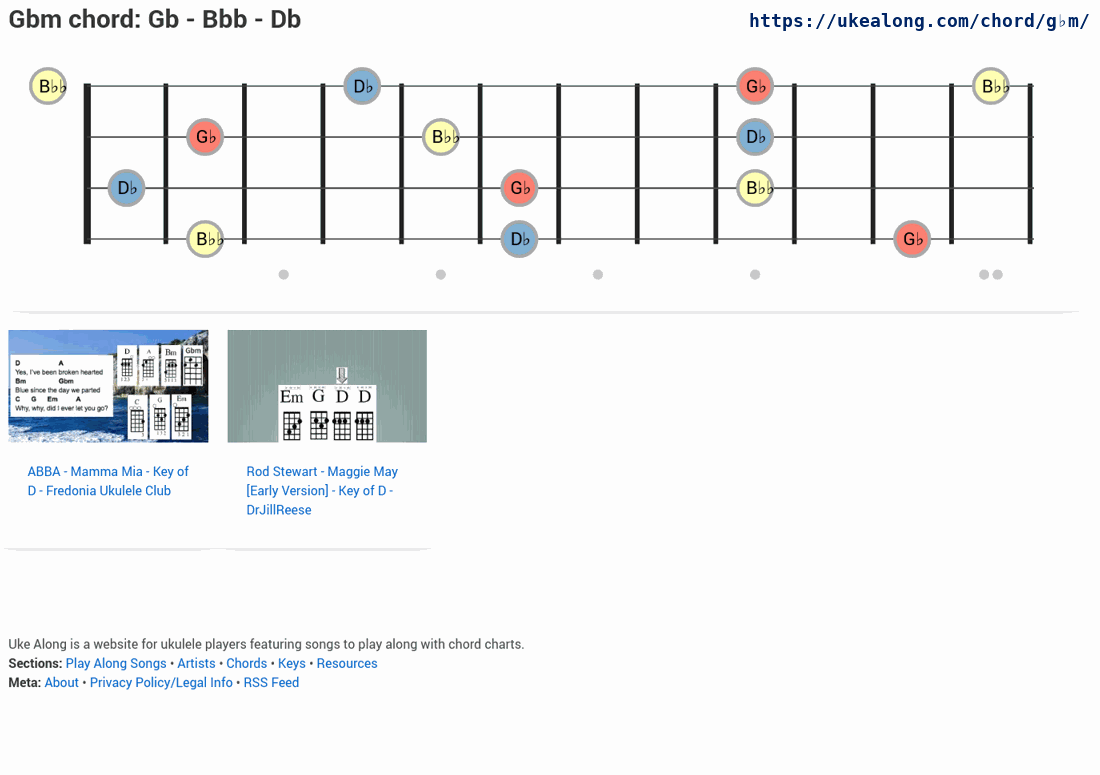 Gbm chord: Gb - Bbb - Db
https://ukealong.com/chord/g♭m/
B♭♭ D♭ G♭ B♭♭
G♭ B♭♭ D♭
D♭ G♭ B♭♭
B♭♭ D♭ G♭
D A
Yes, I've been broken hearted
Bm Gbm
Blue since the day we parted
C G Em A
Why, why, did I ever let you go?
D A Bm Gbm
C G Em
Em G D D
ABBA - Mamma Mia - Key of
D - Fredonia Ukulele Club
Rod Stewart - Maggie May
[Early Version] - Key of D -
DrJillReese
Uke Along is a website for ukulele players featuring songs to play along with chord charts.
Sections: Play Along Songs • Artists • Chords • Keys • Resources
Meta: About • Privacy Policy/Legal Info • RSS Feed